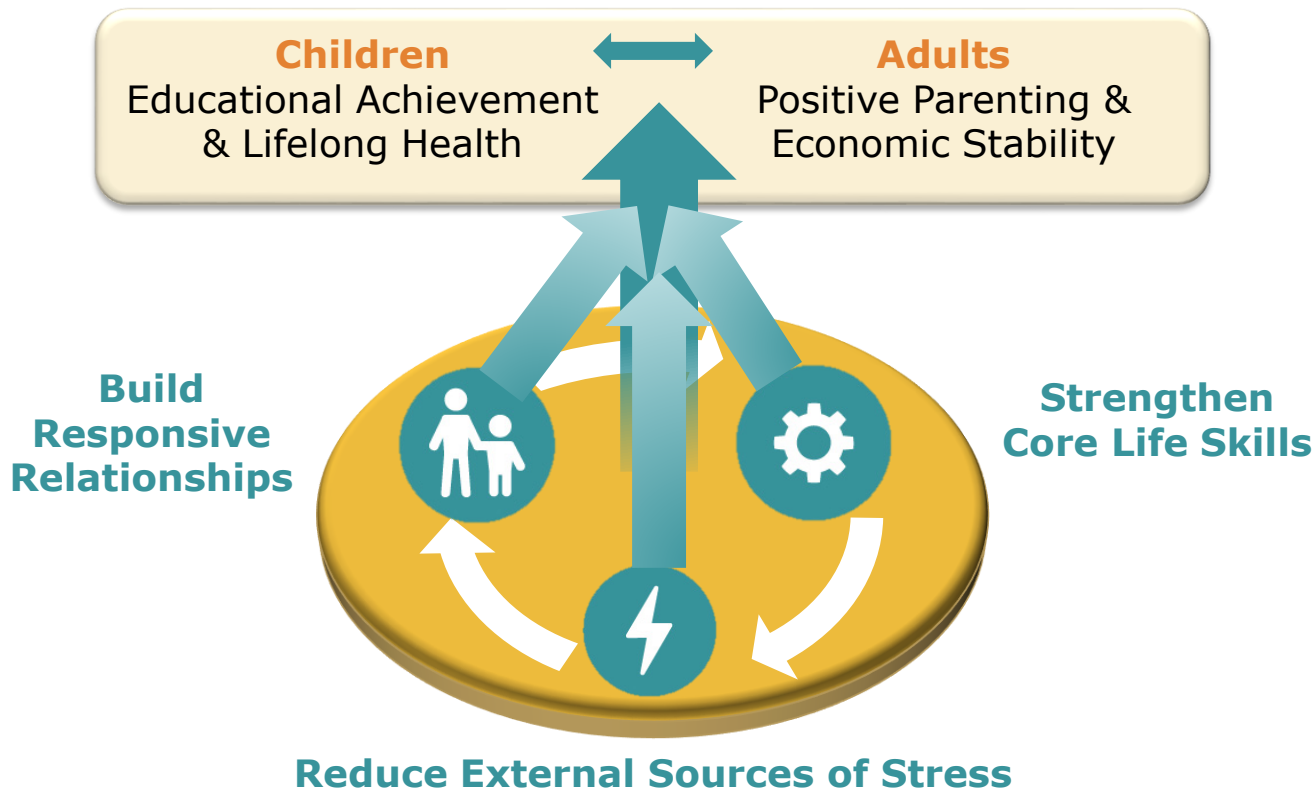 Children
Educational Achievement
& Lifelong Health
Adults
Positive Parenting &
Economic Stability
Build
Responsive
Relationships
Strengthen
Core Life Skills
Reduce External Sources of Stress